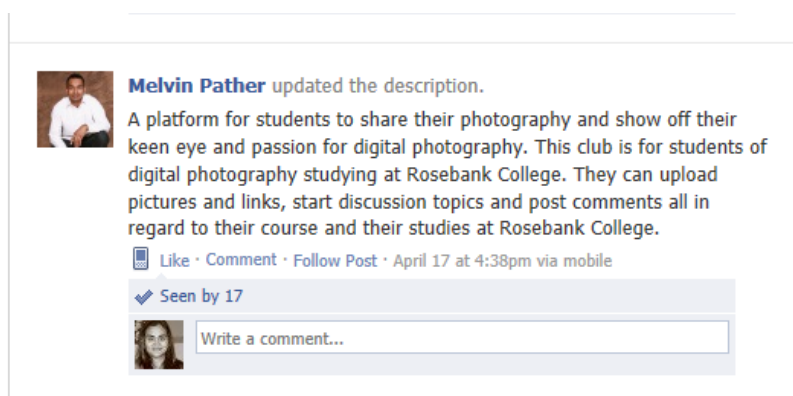 Melvin Pather updated the description.
A platform for students to share their photography and show off their
keen eye and passion for digital photography. This club is for students of
digital photography studying at Rosebank College. They can upload
pictures and links, start discussion topics and post comments all in
regard to their course and their studies at Rosebank College.
Like · Comment · Follow Post · April 17 at 4:38pm via mobile
Seen by 17
Write a comment...